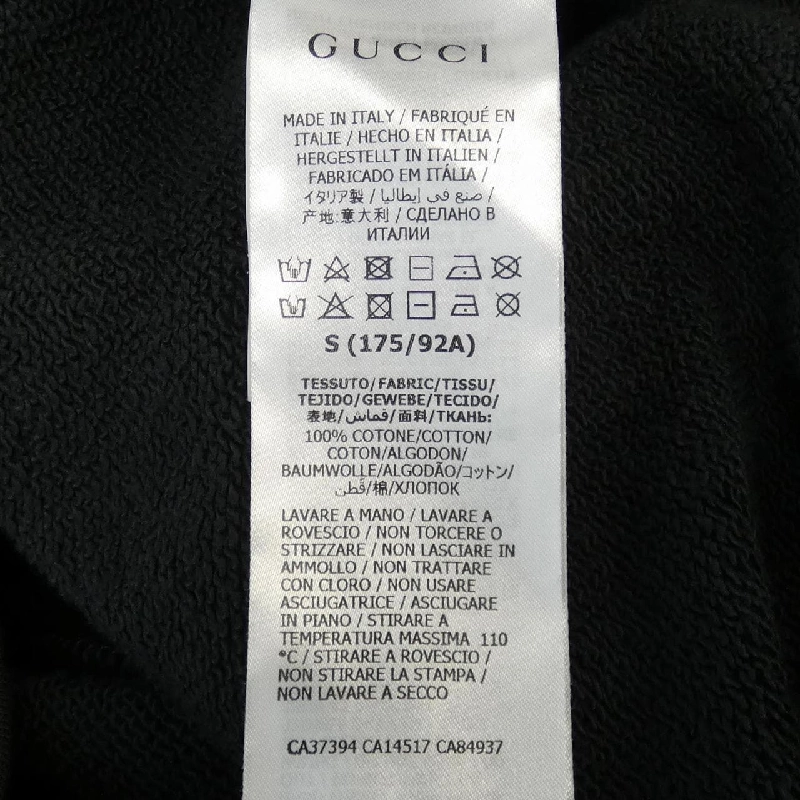 GUCCI
MADE IN ITALY / FABRIQUÉ EN
ITALIE / HECHO EN ITALIA /
HERGESTELLT IN ITALIEN /
FABRICADO EM ITÁLIA /
イタリア製 / صنع في إيطاليا /
产地:意大利 / СДЕЛАНО В
ИТАЛИИ
S (175/92A)
TESSUTO/FABRIC/TISSU/
TEJIDO/GEWEBE/TECIDO/
表地/قماش/面料/ТКАНЬ:
100% COTONE/COTTON/
COTON/ALGODON/
BAUMWOLLE/ALGODÃO/コットン/
قطن/棉/ХЛОПОК
LAVARE A MANO / LAVARE A
ROVESCIO / NON TORCERE O
STRIZZARE / NON LASCIARE IN
AMMOLLO / NON TRATTARE
CON CLORO / NON USARE
ASCIUGATRICE / ASCIUGARE
IN PIANO / STIRARE A
TEMPERATURA MASSIMA 110
°C / STIRARE A ROVESCIO /
NON STIRARE LA STAMPA /
NON LAVARE A SECCO
CA37394 CA14517 CA84937